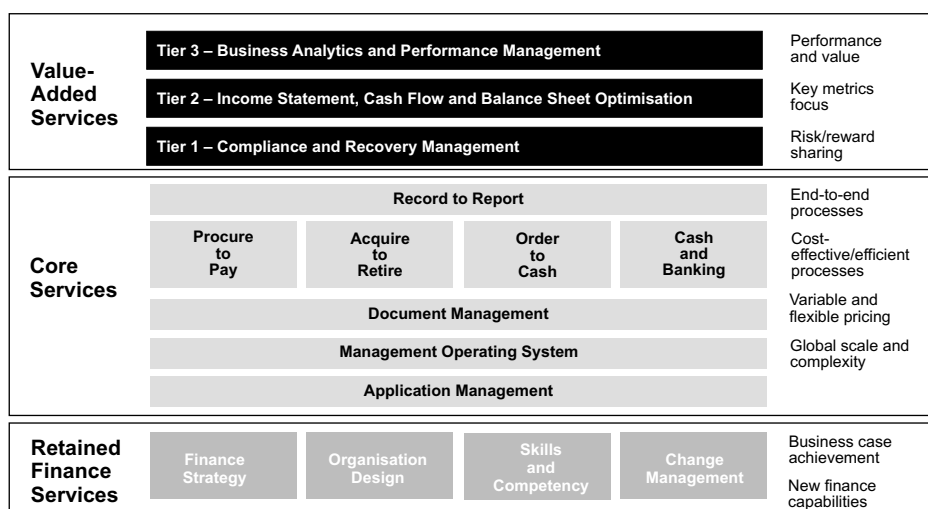 Value-
Added
Services
Tier 3 – Business Analytics and Performance Management
Tier 2 – Income Statement, Cash Flow and Balance Sheet Optimisation
Tier 1 – Compliance and Recovery Management
Performance
and value
Key metrics
focus
Risk/reward
sharing
Core
Services
Record to Report
Procure
to
Pay
Acquire
to
Retire
Order
to
Cash
Cash
and
Banking
Document Management
Management Operating System
Application Management
End-to-end
processes
Cost-
effective/efficient
processes
Variable and
flexible pricing
Global scale and
complexity
Retained
Finance
Services
Finance
Strategy
Organisation
Design
Skills
and
Competency
Change
Management
Business case
achievement
New finance
capabilities